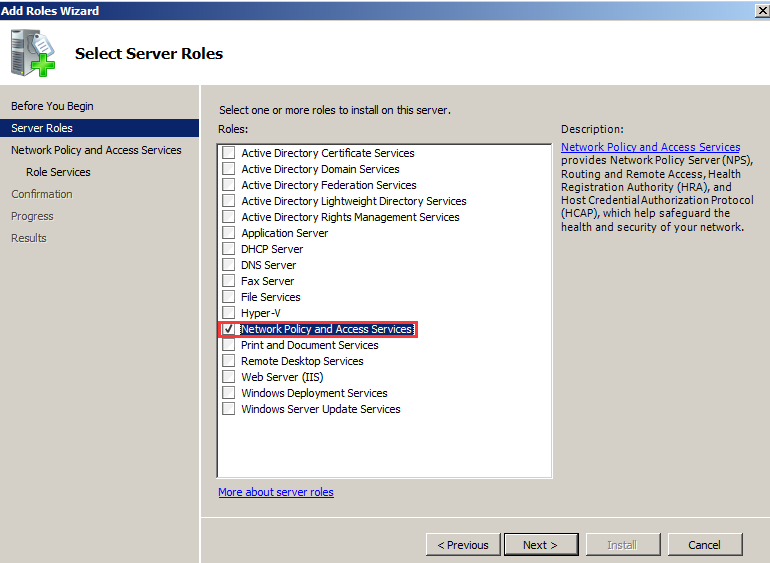 Add Roles Wizard
Select Server Roles
Before You Begin
Server Roles
Network Policy and Access Services
Role Services
Confirmation
Progress
Results
Select one or more roles to install on this server.
Roles:
Active Directory Certificate Services
Active Directory Domain Services
Active Directory Federation Services
Active Directory Lightweight Directory Services
Active Directory Rights Management Services
Application Server
DHCP Server
DNS Server
Fax Server
File Services
Hyper-V
Network Policy and Access Services
Print and Document Services
Remote Desktop Services
Web Server (IIS)
Windows Deployment Services
Windows Server Update Services
More about server roles
Description:
Network Policy and Access Services
provides Network Policy Server (NPS),
Routing and Remote Access, Health
Registration Authority (HRA), and
Host Credential Authorization Protocol
(HCAP), which help safeguard the
health and security of your network.
< Previous
Next >
Install
Cancel